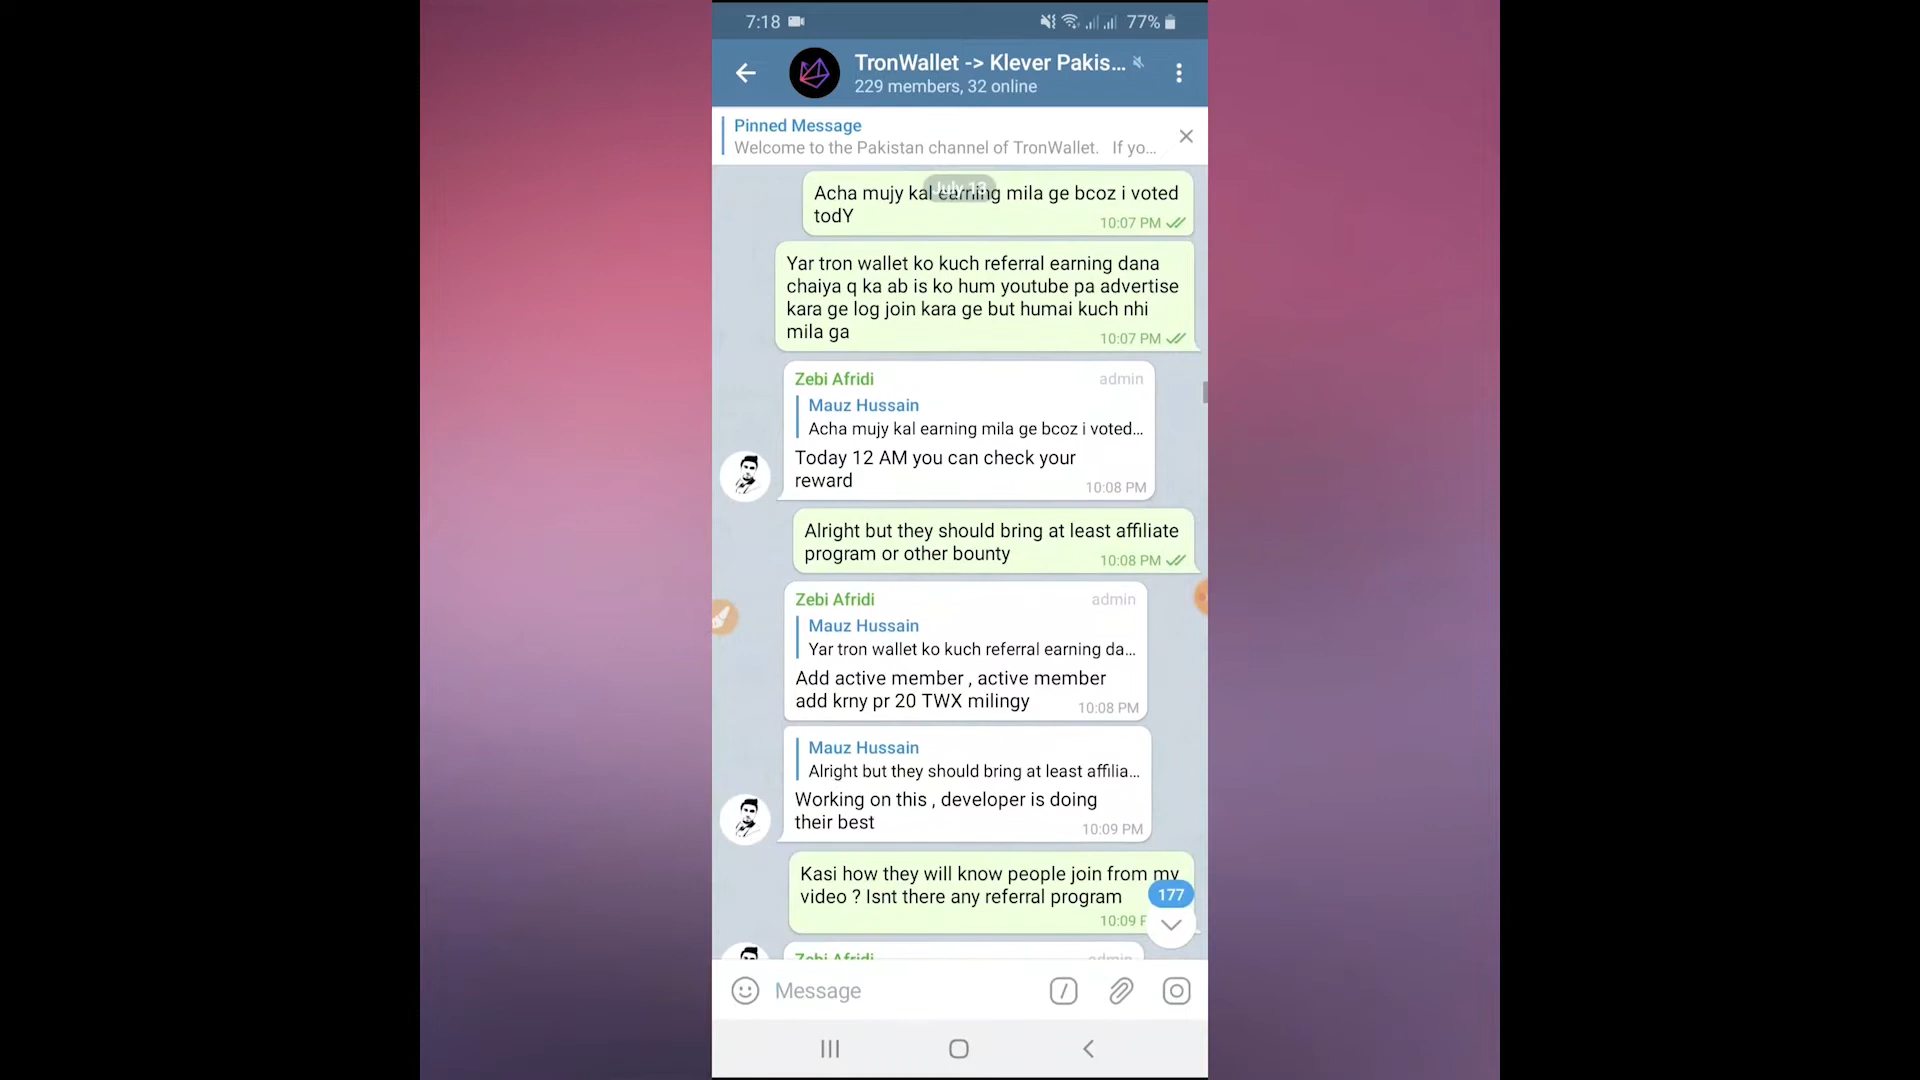 7:18
77%
TronWallet -> Klever Pakis...
229 members, 32 online
Pinned Message
Welcome to the Pakistan channel of TronWallet. If yo...
July 13
Acha mujy kal earning mila ge bcoz i voted
todY
10:07 PM
Yar tron wallet ko kuch referral earning dana
chaiya q ka ab is ko hum youtube pa advertise
kara ge log join kara ge but humai kuch nhi
mila ga
10:07 PM
Zebi Afridi admin
Mauz Hussain
Acha mujy kal earning mila ge bcoz i voted...
Today 12 AM you can check your
reward
10:08 PM
Alright but they should bring at least affiliate
program or other bounty
10:08 PM
Zebi Afridi admin
Mauz Hussain
Yar tron wallet ko kuch referral earning da...
Add active member , active member
add krny pr 20 TWX milingy
10:08 PM
Mauz Hussain
Alright but they should bring at least affilia...
Working on this , developer is doing
their best
10:09 PM
Kasi how they will know people join from my
video ? Isnt there any referral program
10:09
177
Zebi Afridi admin
Message